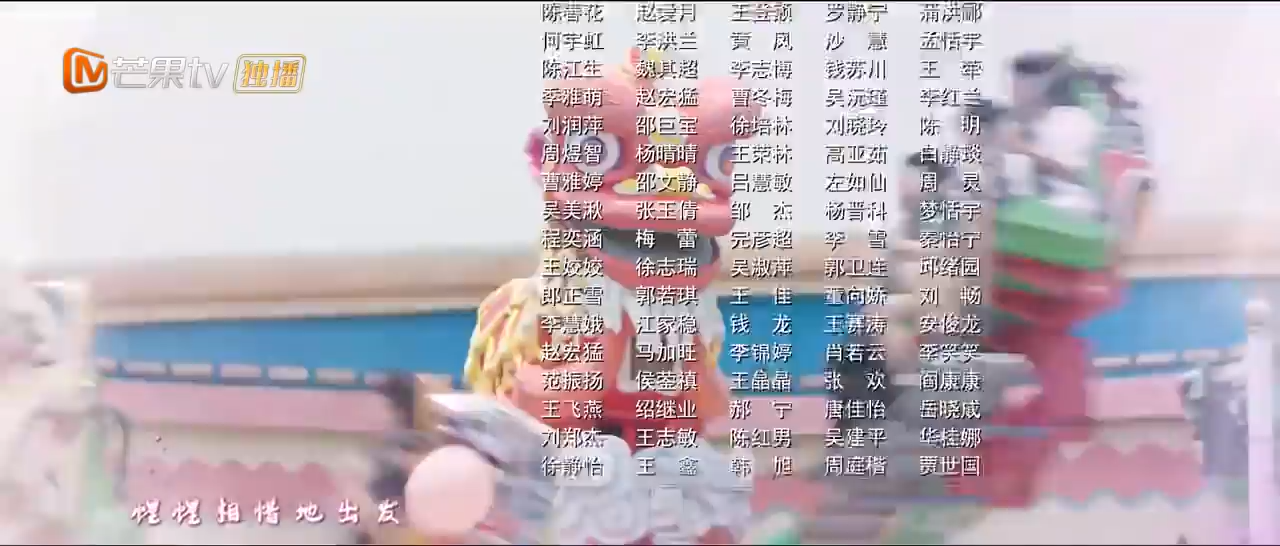 陈春花 赵爱月 王登颖 罗静宁 蒲洪郦
何宇虹 李洪兰 黄 凤 沙 慧 孟恬宇
芒果tv 独播
陈江生 魏其超 李志博 钱苏川 王 苹
季雅萌 赵宏猛 曹冬梅 吴沅瑾 李红兰
刘润萍 邵巨宝 徐培林 刘晓玲 陈 明
周煜智 杨晴晴 王荣林 高亚茹 白静琰
曹雅婷 邵文静 吕慧敏 左如仙 周 灵
吴美湫 张玉倩 邹 杰 杨晋科 梦恬宇
程奕涵 梅 蕾 完彦超 李 雪 秦怡宁
王姣姣 徐志瑞 吴淑萍 郭卫连 邱绪园
郎正雪 郭若琪 王 佳 董向娇 刘 畅
李慧娥 江家稳 钱 龙 王赛涛 安俊龙
赵宏猛 马加旺 李锦婷 肖若云 李笑笑
范振扬 侯蓥禛 王晶晶 张 欢 阎康康
王飞燕 绍继业 郝 宁 唐佳怡 岳晓威
刘郑杰 王志敏 陈红男 吴建平 华桂娜
徐静怡 王 鑫 韩 旭 周庭楷 贾世国
惺惺相惜地出发